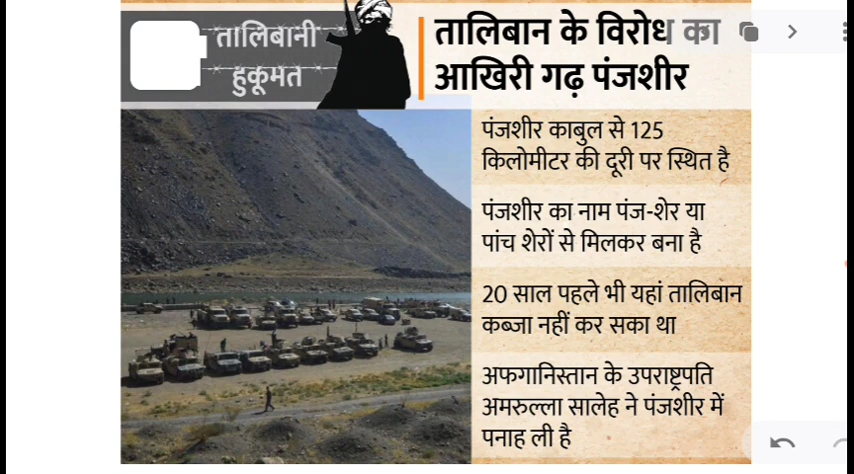 तालिबानी
हुकूमत
तालिबान के विरोध का
आखिरी गढ़ पंजशीर
पंजशीर काबुल से 125
किलोमीटर की दूरी पर स्थित है
पंजशीर का नाम पंज-शेर या
पांच शेरों से मिलकर बना है
20 साल पहले भी यहां तालिबान
कब्जा नहीं कर सका था
अफगानिस्तान के उपराष्ट्रपति
अमरुल्ला सालेह ने पंजशीर में
पनाह ली है